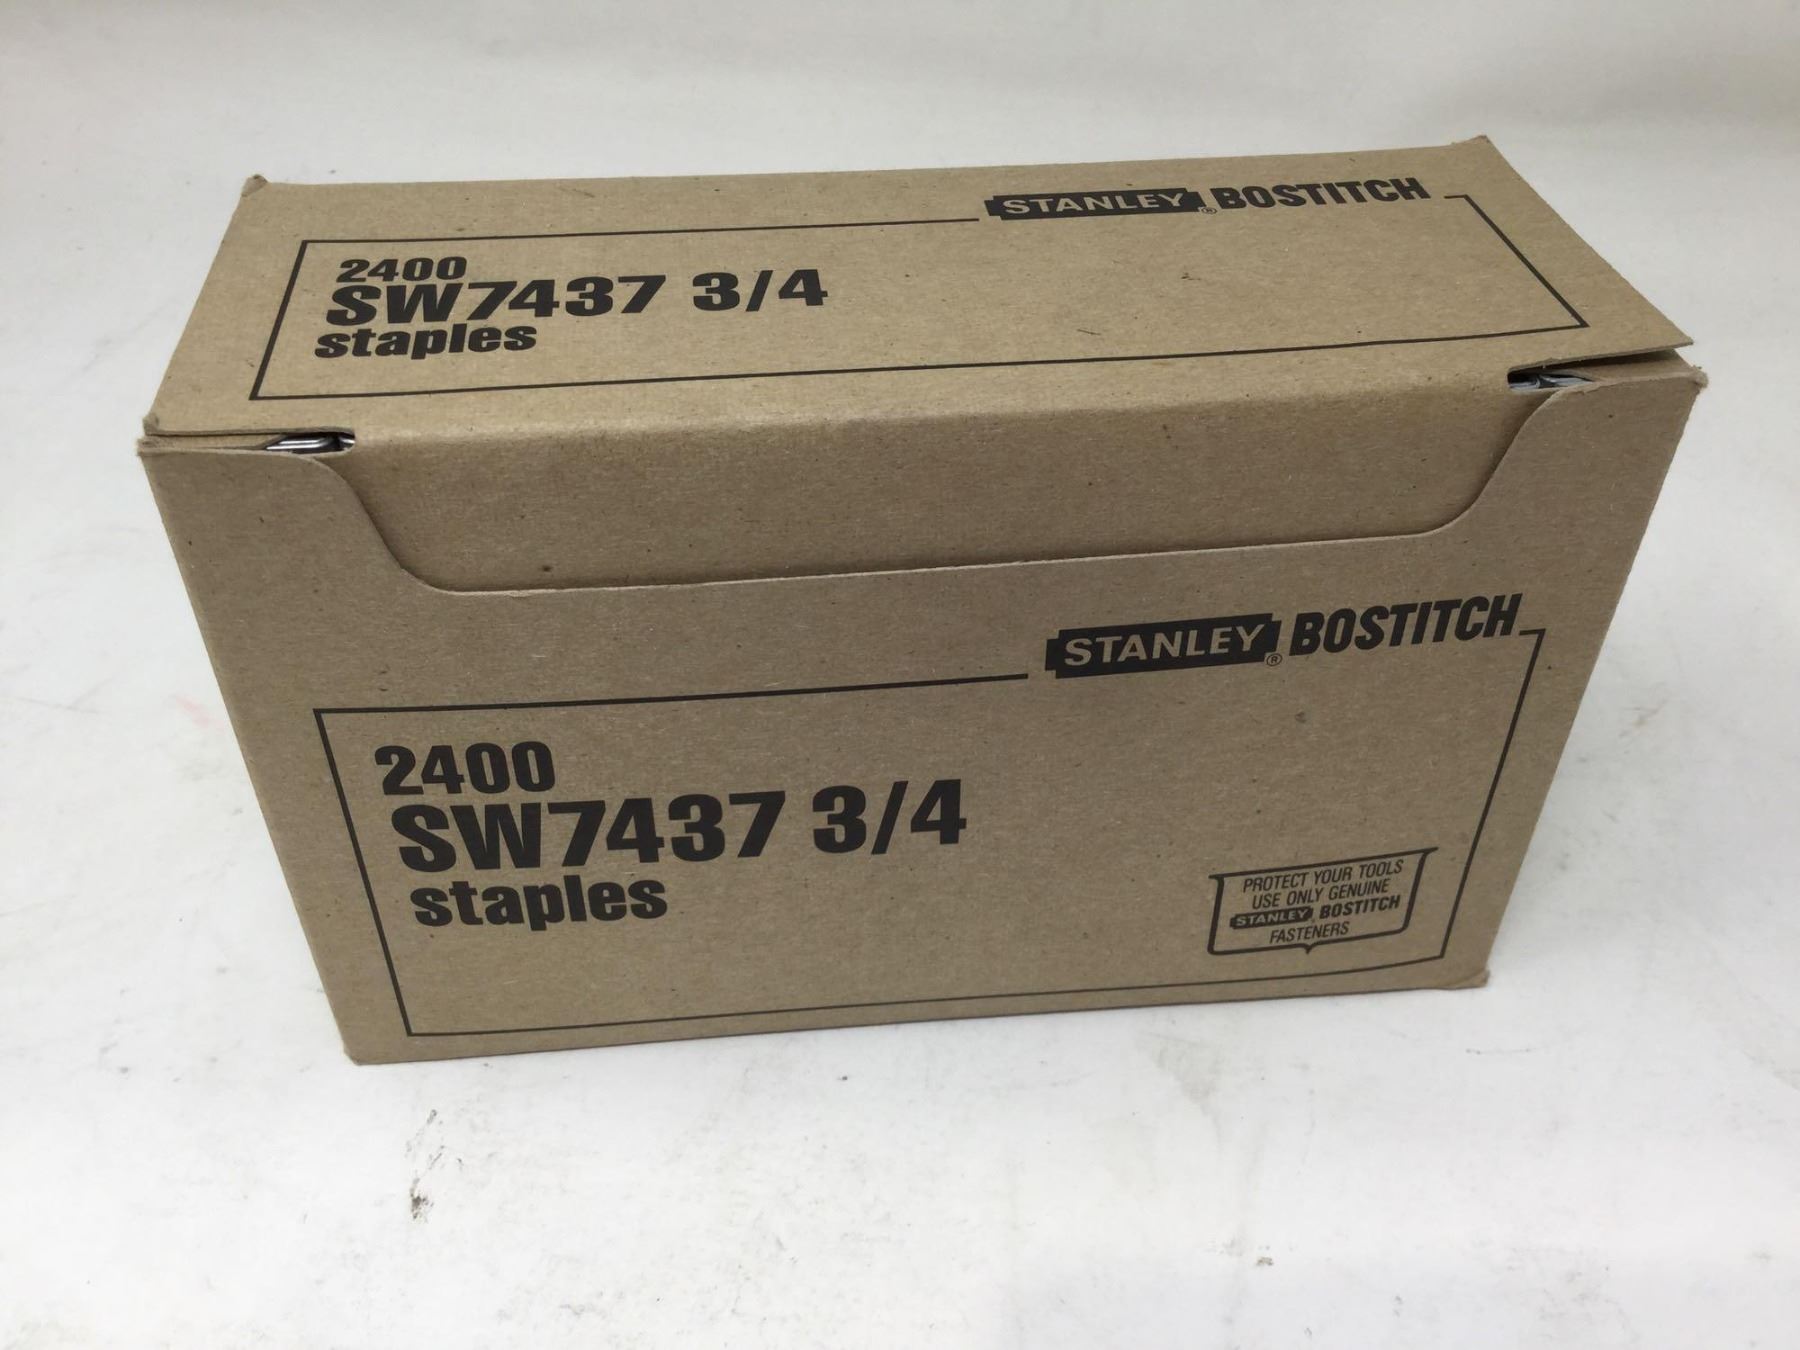 STANLEY® BOSTITCH
2400
SW7437 3/4
staples
STANLEY® BOSTITCH
2400
SW7437 3/4
staples
PROTECT YOUR TOOLS
USE ONLY GENUINE
STANLEY® BOSTITCH
FASTENERS